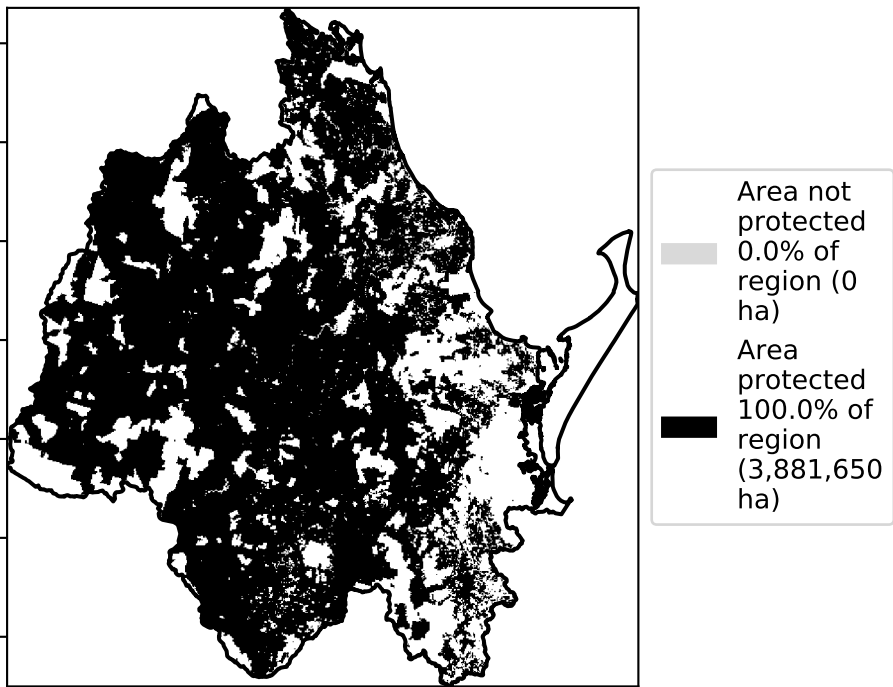 Area not
protected
0.0% of
region (0
ha)
Area
protected
100.0% of
region
(3,881,650
ha)